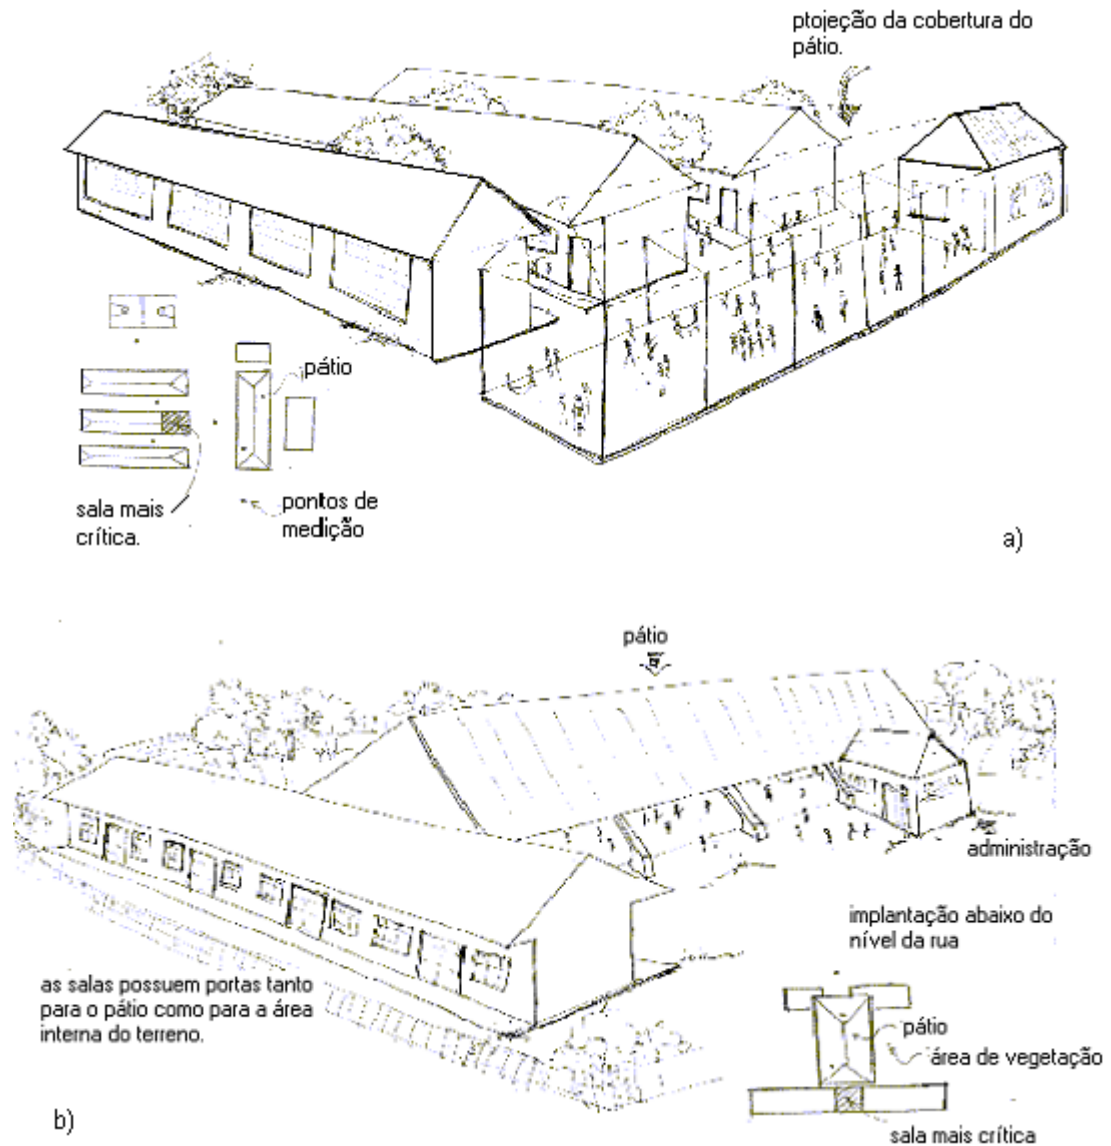 ptojeção da cobertura do
pátio.
pátio
sala mais
crítica.
pontos de
medição
a)
pátio
administração
implantação abaixo do
nível da rua
as salas possuem portas tanto
para o pátio como para a área
interna do terreno.
pátio
área de vegetação
sala mais crítica
b)